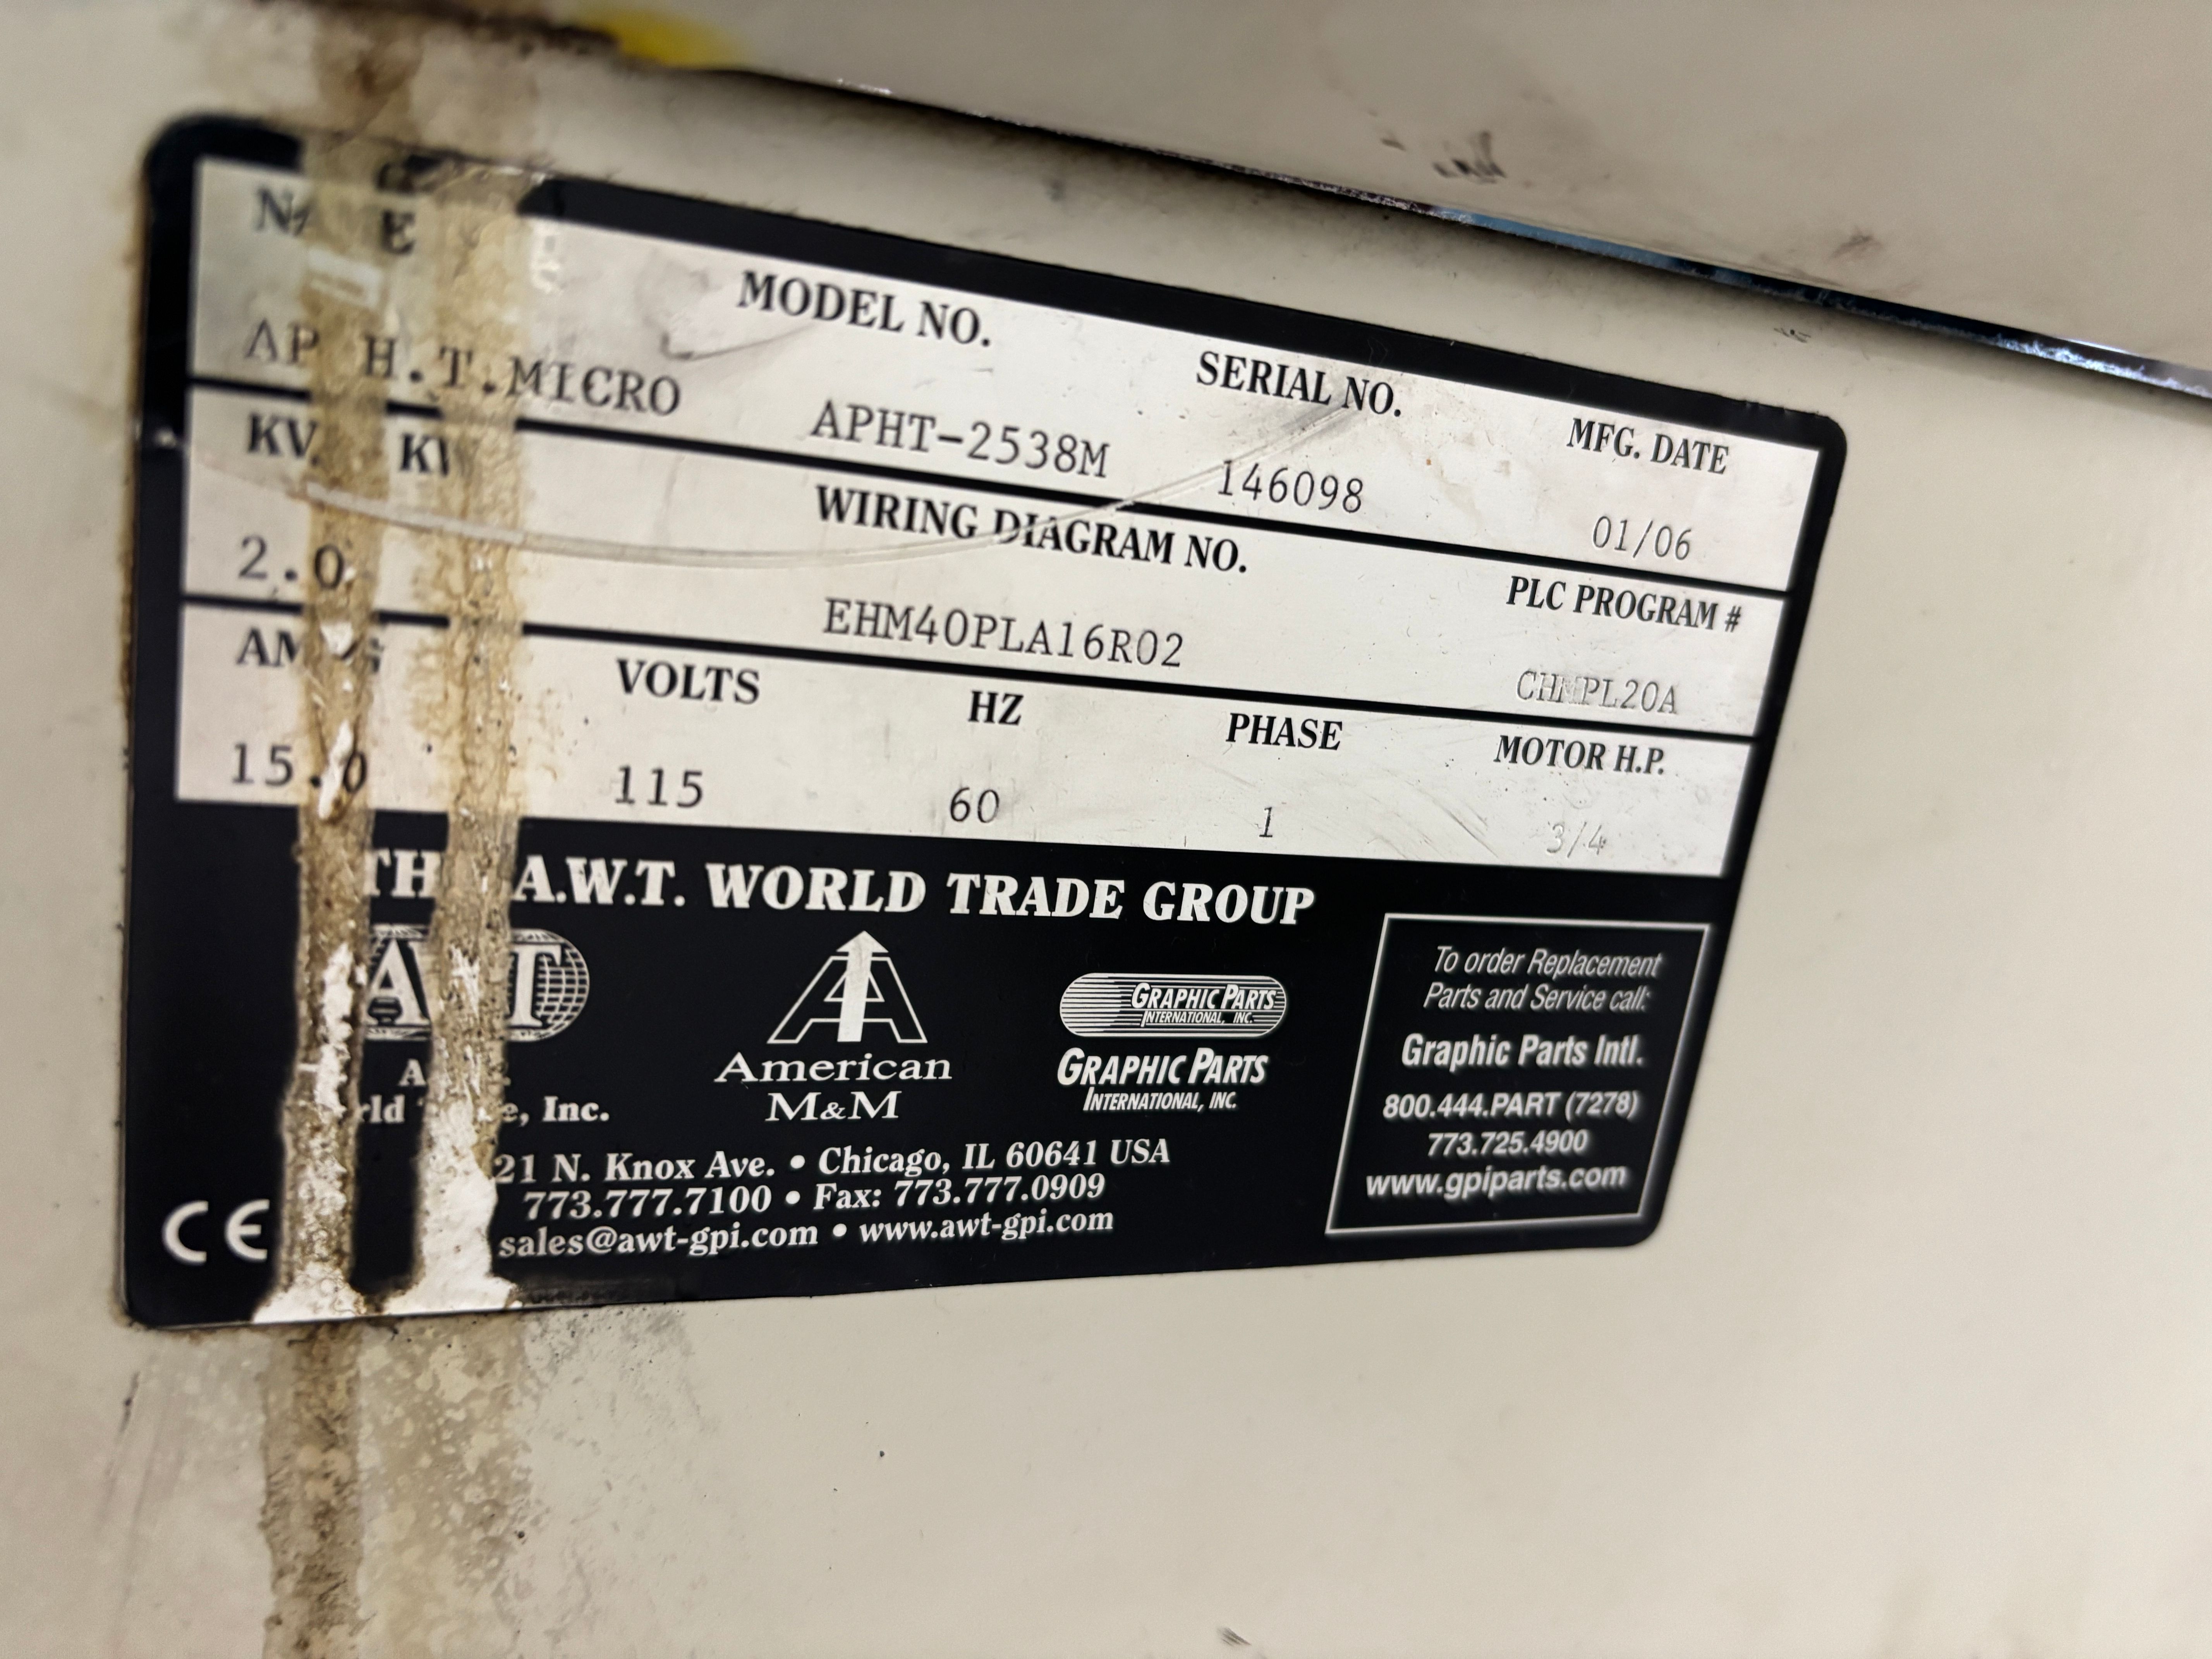 MODEL NO. SERIAL NO. MFG. DATE
H.T.MICRO APHT-2538M 146098 01/06
WIRING DIAGRAM NO. PLC PROGRAM #
2.0 EHM40PLA16R02
VOLTS HZ PHASE MOTOR H.P.
15.0 115 60 1 3/4
A.W.T. WORLD TRADE GROUP
AWT
GRAPHIC PARTS
INTERNATIONAL, INC.
American
M&M
GRAPHIC PARTS
INTERNATIONAL, INC.
Inc.
N. Knox Ave. • Chicago, IL 60641 USA
773.777.7100 • Fax: 773.777.0909
sales@awt-gpi.com • www.awt-gpi.com
CE
To order Replacement
Parts and Service call:
Graphic Parts Intl.
800.444.PART (7278)
773.725.4900
www.gpiparts.com